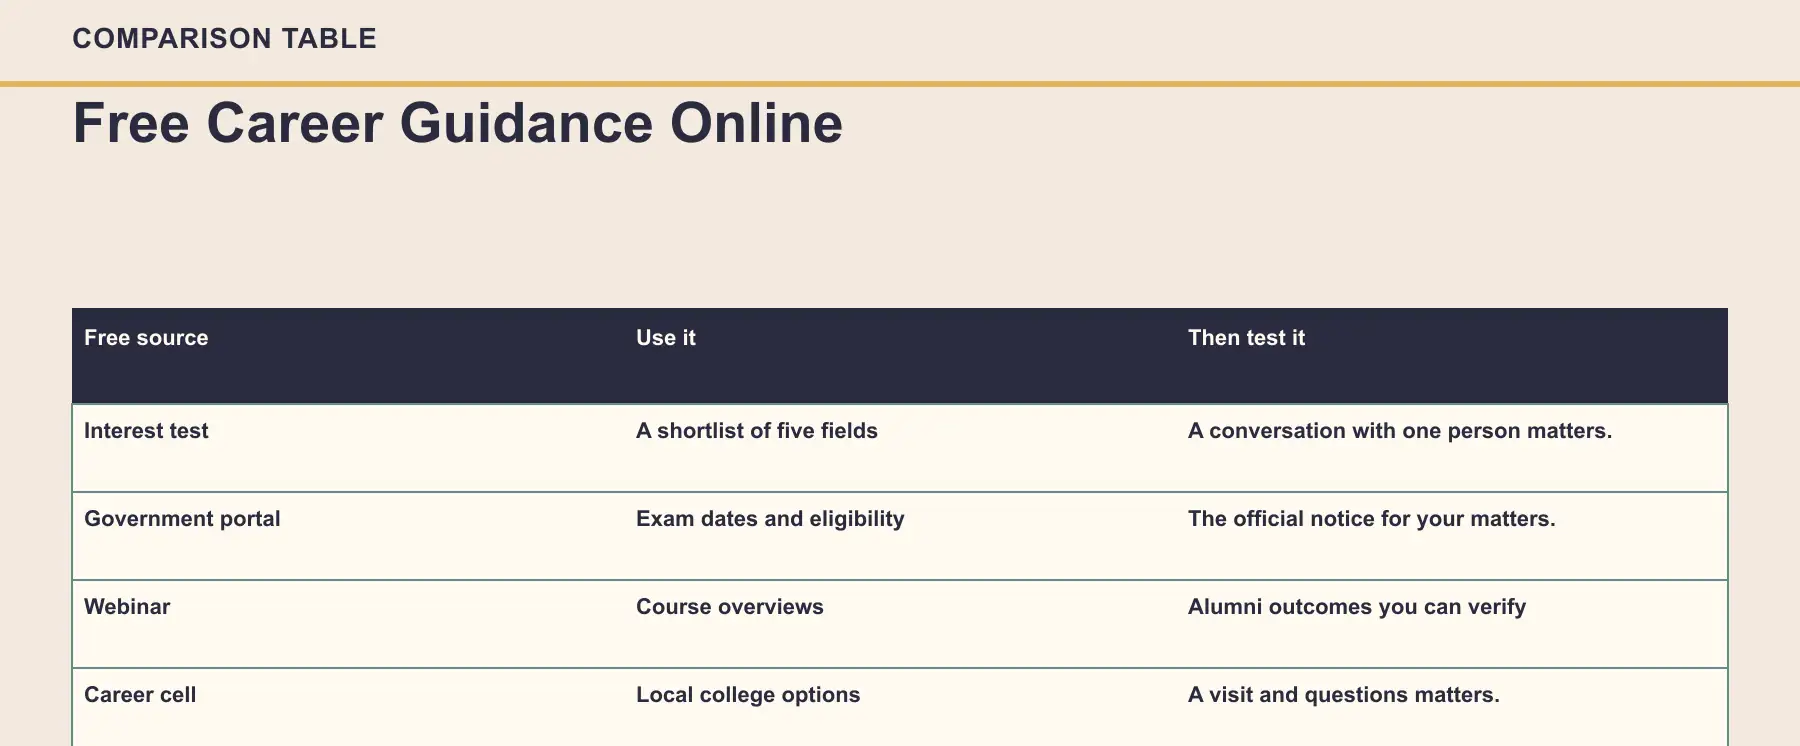 COMPARISON TABLE
Free Career Guidance Online
Free source Use it Then test it
Interest test A shortlist of five fields A conversation with one person matters.
Government portal Exam dates and eligibility The official notice for your matters.
Webinar Course overviews Alumni outcomes you can verify
Career cell Local college options A visit and questions matters.